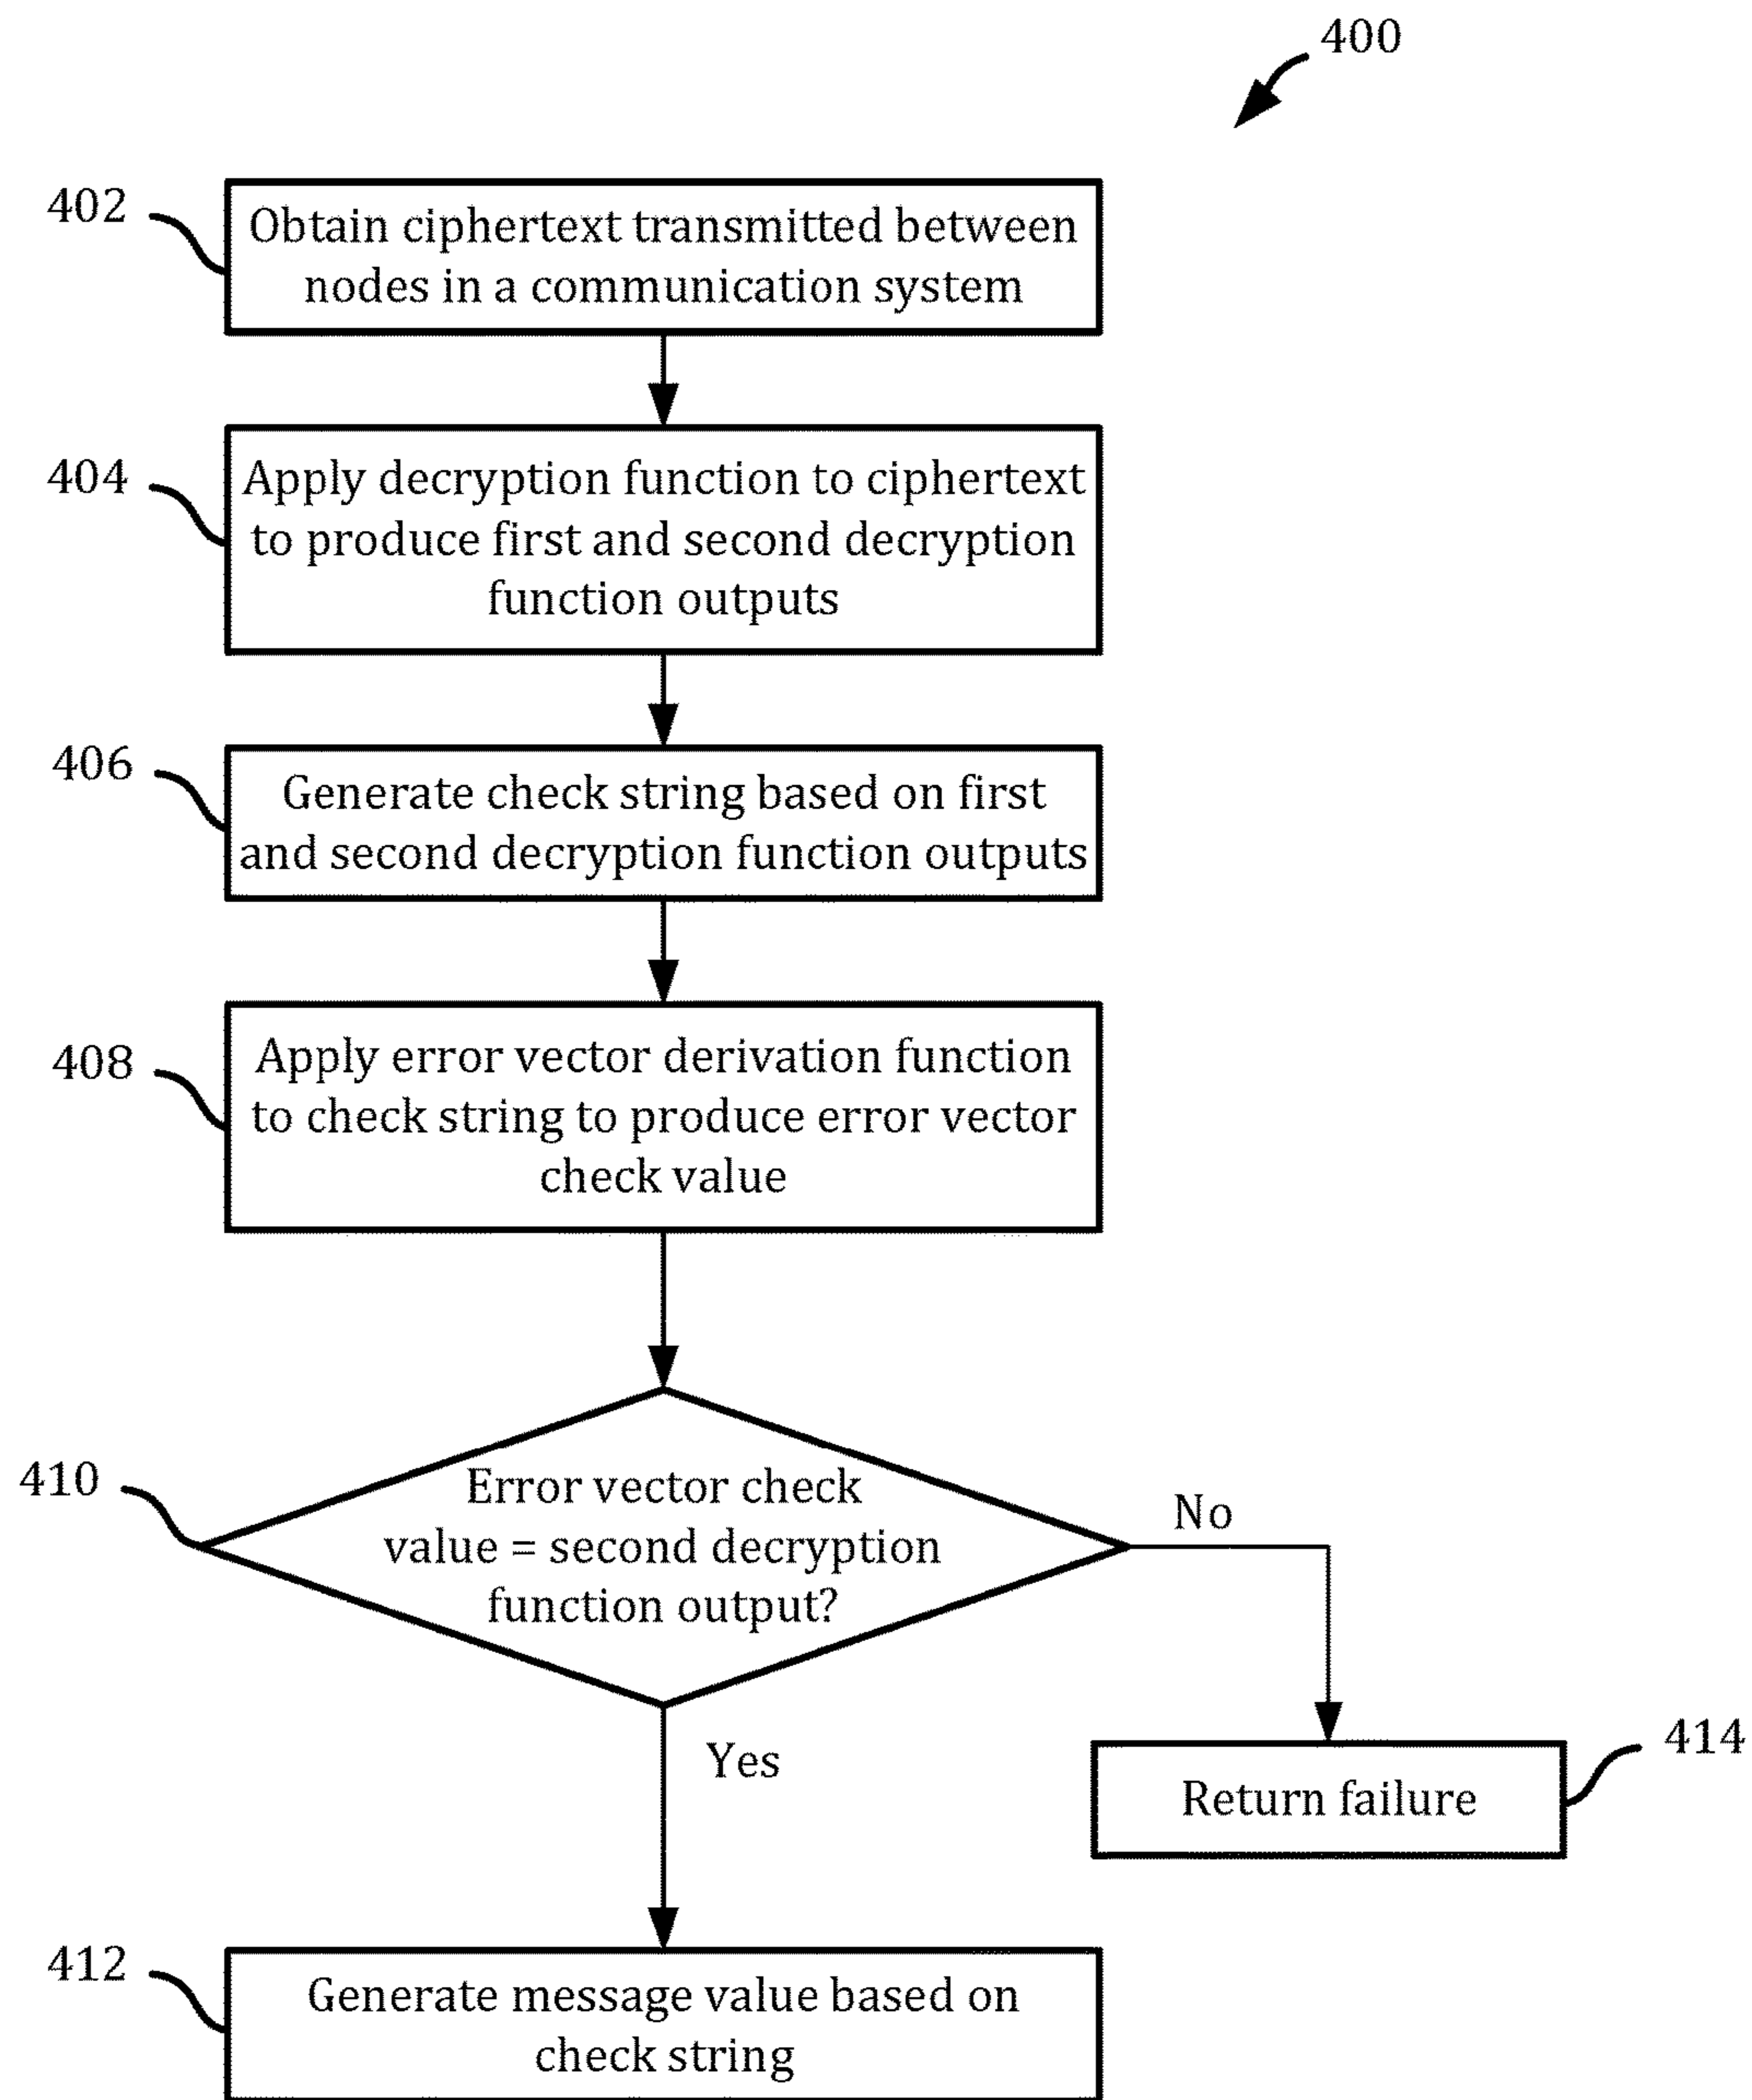 400
402
Obtain ciphertext transmitted between
nodes in a communication system
404
Apply decryption function to ciphertext
to produce first and second decryption
function outputs
406
Generate check string based on first
and second decryption function outputs
408
Apply error vector derivation function
to check string to produce error vector
check value
410
Error vector check
value = second decryption
function output?
No
Yes
414
Return failure
412
Generate message value based on
check string